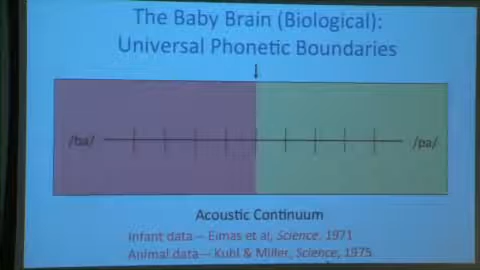 The Baby Brain (Biological):
Universal Phonetic Boundaries
/ba/
/pa/
Acoustic Continuum
Infant data — Eimas et al, Science, 1971
Animal data — Kuhl & Miller, Science, 1975